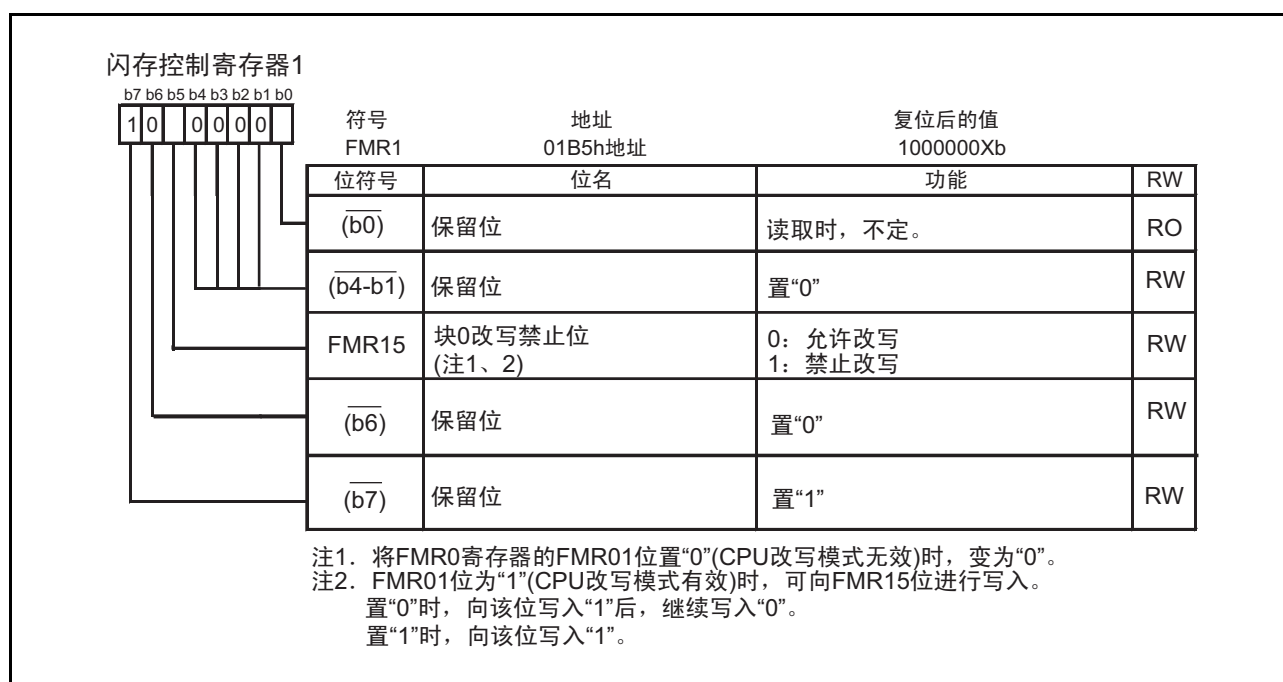 闪存控制寄存器1
b7 b6 b5 b4 b3 b2 b1 b0
1 0 0 0 0 0
符号 地址 复位后的值
FMR1 01B5h地址 1000000Xb
位符号 位名 功能 RW
(b0) 保留位 读取时，不定。 RO
(b4-b1) 保留位 置“0” RW
FMR15 块0改写禁止位 0：允许改写 RW
(注1、2) 1：禁止改写
(b6) 保留位 置“0” RW
(b7) 保留位 置“1” RW
注1．将FMR0寄存器的FMR01位置“0”(CPU改写模式无效)时，变为“0”。
注2．FMR01位为“1”(CPU改写模式有效)时，可向FMR15位进行写入。
置“0”时，向该位写入“1”后，继续写入“0”。
置“1”时，向该位写入“1”。